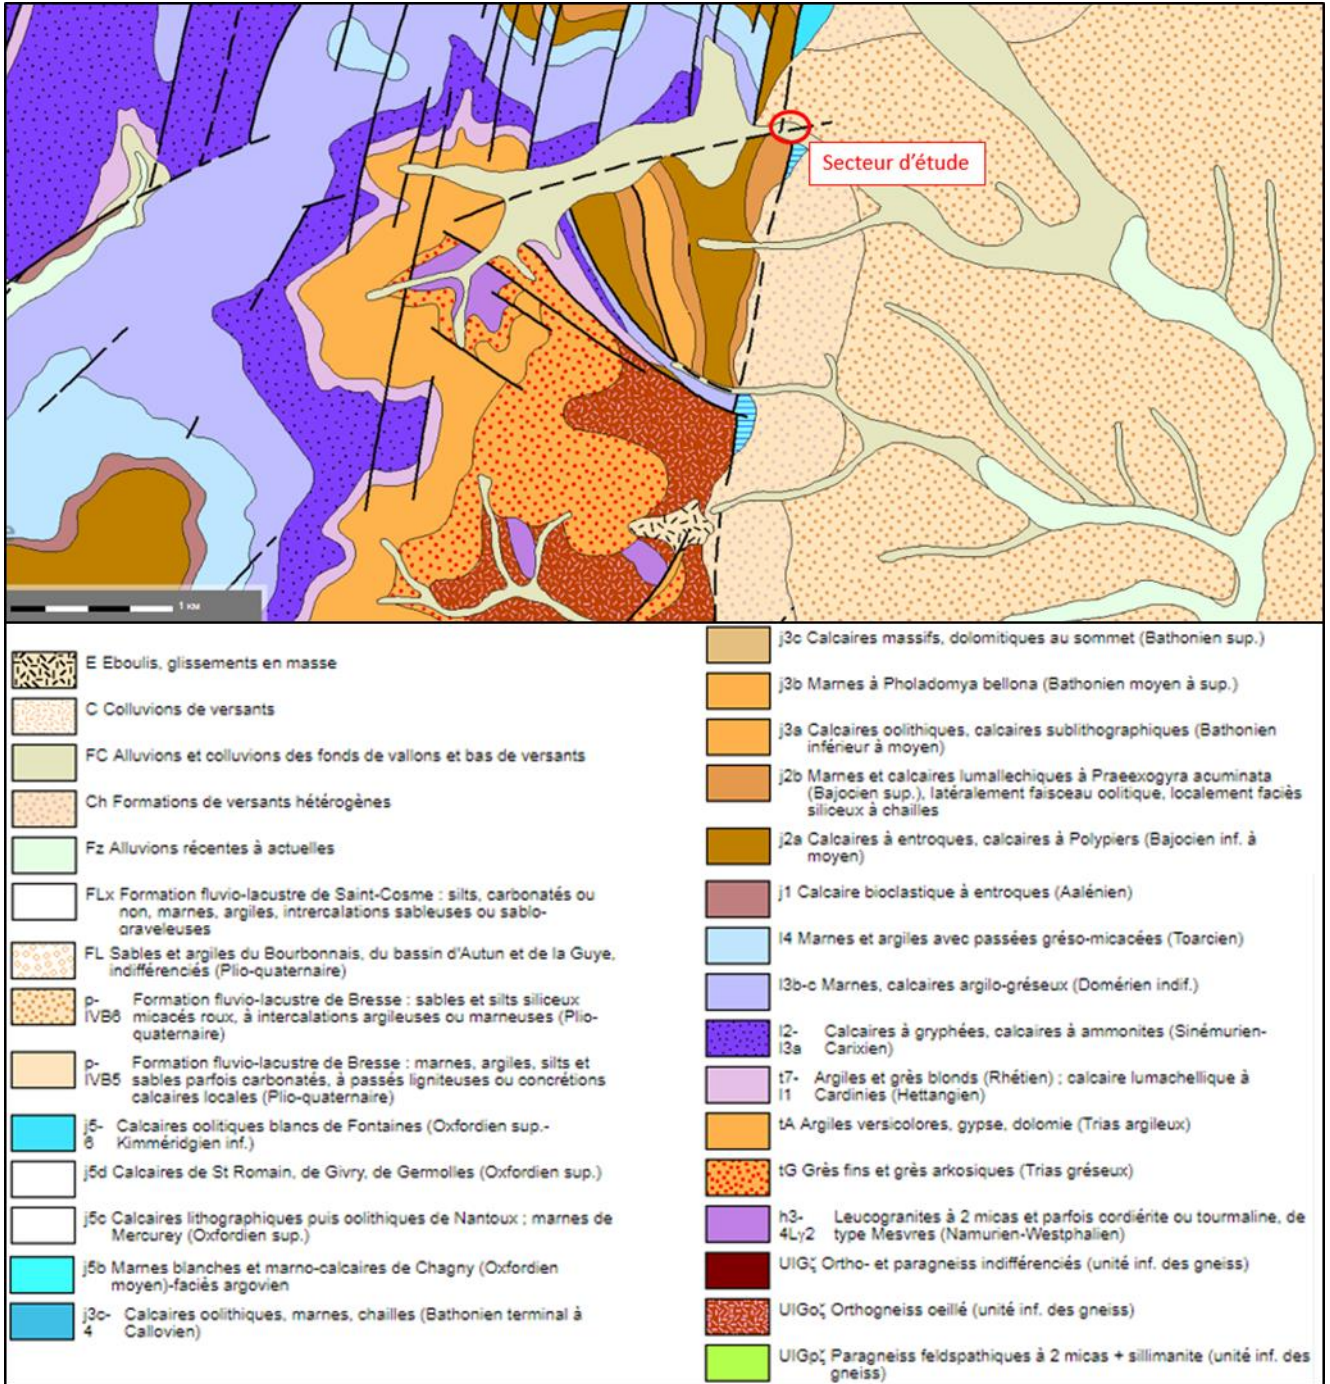 Secteur d'étude
1 KM
E Eboulis, glissements en masse
C Colluvions de versants
FC Alluvions et colluvions des fonds de vallons et bas de versants
Ch Formations de versants hétérogènes
Fz Alluvions récentes à actuelles
FLx Formation fluvio-lacustre de Saint-Cosme : silts, carbonatés ou
non, marnes, argiles, intrercalations sableuses ou sablo-
graveleuses
FL Sables et argiles du Bourbonnais, du bassin d'Autun et de la Guye,
indifférenciés (Plio-quaternaire)
p- Formation fluvio-lacustre de Bresse : sables et silts siliceux
IVB6 micacés roux, à intercalations argileuses ou marneuses (Plio-
quaternaire)
p- Formation fluvio-lacustre de Bresse : marnes, argiles, silts et
IVB5 sables parfois carbonatés, à passés ligniteuses ou concrétions
calcaires locales (Plio-quaternaire)
j5- Calcaires oolitiques blancs de Fontaines (Oxfordien sup.-
6 Kimméridgien inf.)
j5d Calcaires de St Romain, de Givry, de Germolles (Oxfordien sup.)
j5c Calcaires lithographiques puis oolithiques de Nantoux ; marnes de
Mercurey (Oxfordien sup.)
j5b Marnes blanches et marno-calcaires de Chagny (Oxfordien
moyen)-faciès argovien
j3c- Calcaires oolithiques, marnes, chailles (Bathonien terminal à
4 Callovien)
j3c Calcaires massifs, dolomitiques au sommet (Bathonien sup.)
j3b Marnes à Pholadomya bellona (Bathonien moyen à sup.)
j3a Calcaires oolithiques, calcaires sublithographiques (Bathonien
inférieur à moyen)
j2b Marnes et calcaires lumallechiques à Praeexogyra acuminata
(Bajocien sup.), latéralement faisceau oolitique, localement faciès
siliceux à chailles
j2a Calcaires à entroques, calcaires à Polypiers (Bajocien inf. à
moyen)
j1 Calcaire bioclastique à entroques (Aalénien)
l4 Marnes et argiles avec passées gréso-micacées (Toarcien)
l3b-c Marnes, calcaires argilo-gréseux (Domérien indif.)
l2- Calcaires à gryphées, calcaires à ammonites (Sinémurien-
l3a Carixien)
t7- Argiles et grès blonds (Rhétien) ; calcaire lumachellique à
l1 Cardinies (Hettangien)
tA Argiles versicolores, gypse, dolomie (Trias argileux)
tG Grès fins et grès arkosiques (Trias gréseux)
h3- Leucogranites à 2 micas et parfois cordiérite ou tourmaline, de
4Lγ2 type Mesvres (Namurien-Westphalien)
UIGζ Ortho- et paragneiss indifférenciés (unité inf. des gneiss)
UIGoζ Orthogneiss oeillé (unité inf. des gneiss)
UIGpζ Paragneiss feldspathiques à 2 micas + sillimanite (unité inf. des
gneiss)